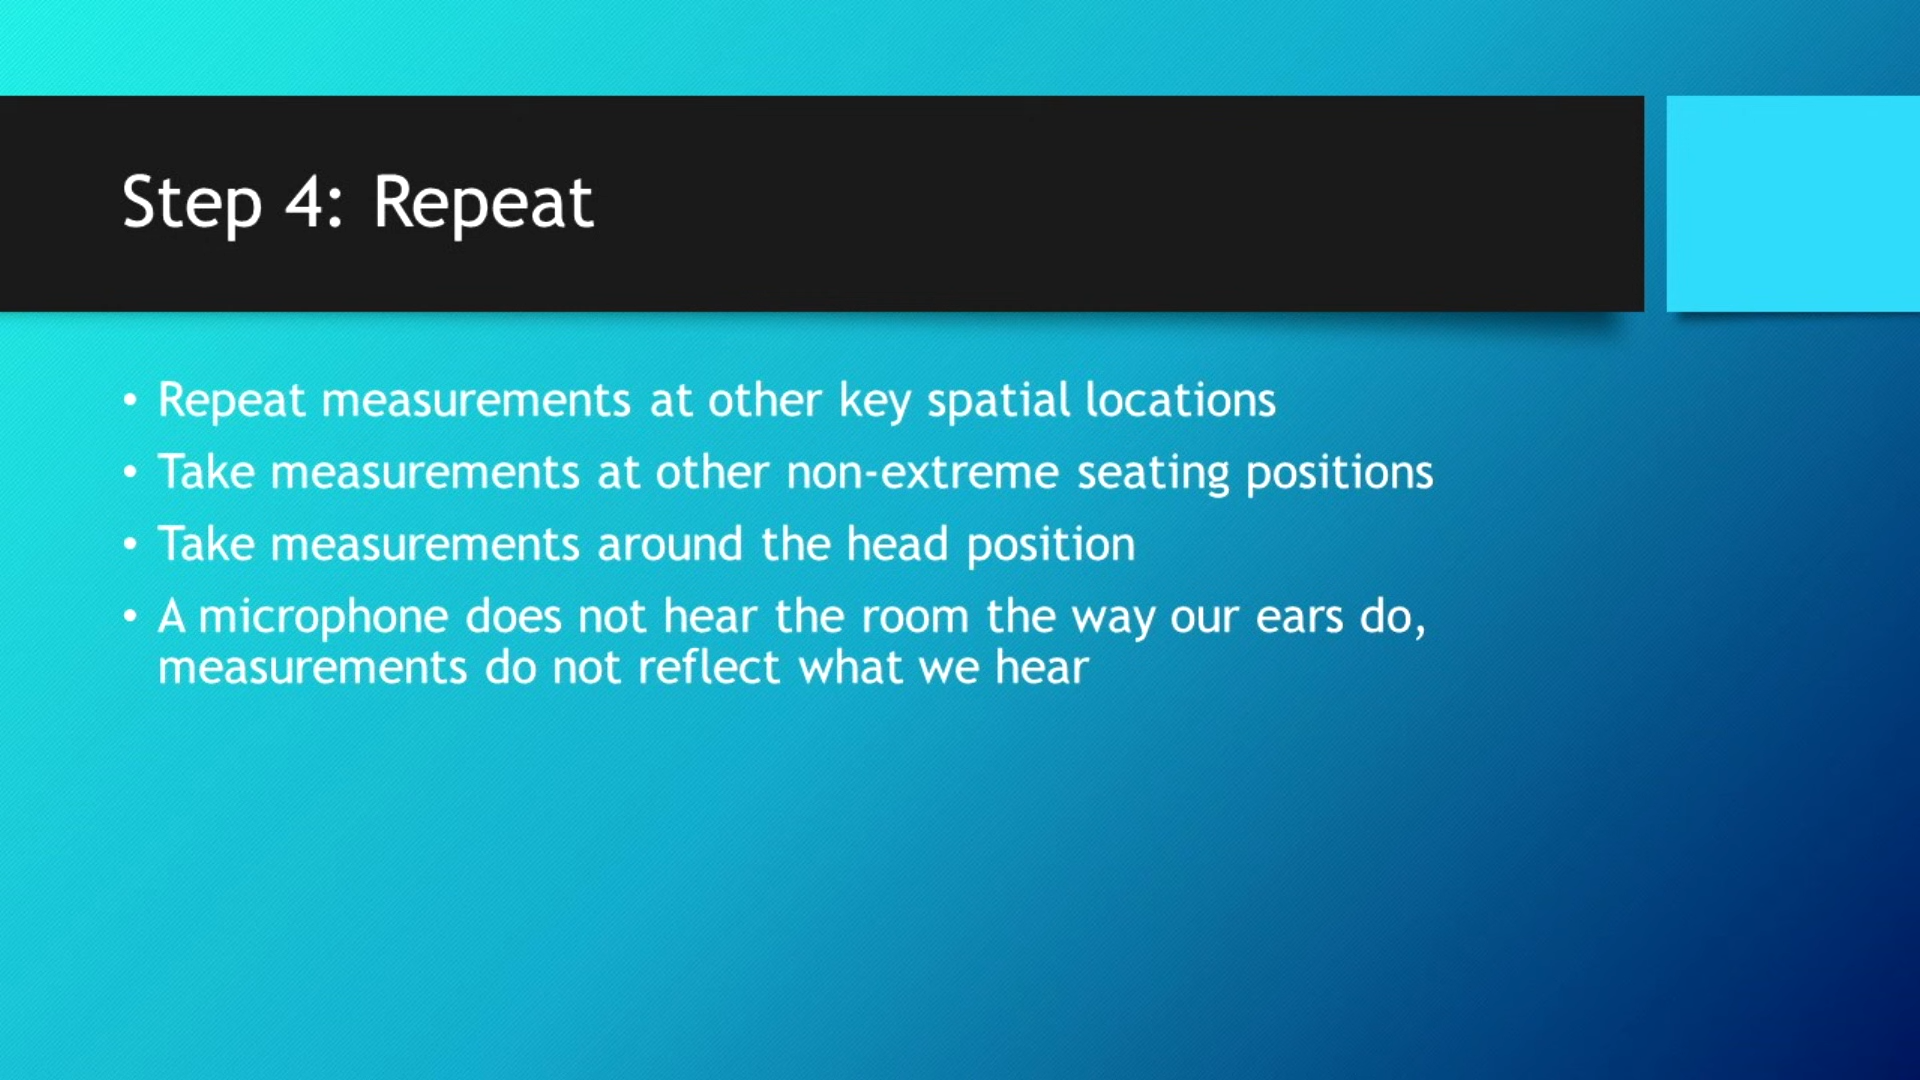 Step 4: Repeat
• Repeat measurements at other key spatial locations
• Take measurements at other non-extreme seating positions
• Take measurements around the head position
• A microphone does not hear the room the way our ears do,
measurements do not reflect what we hear